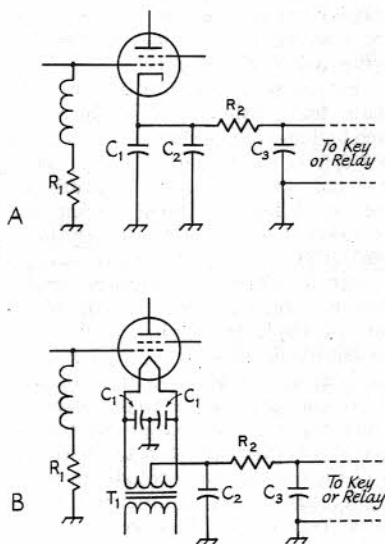 R2
C1
C2
C3
To Key
or Relay
R1
A
C1
C1
R2
R1
T1
C2
C3
To Key
or Relay
B